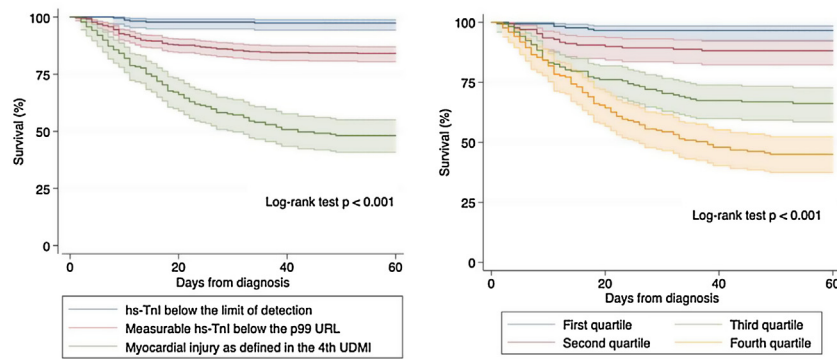 100
75
50
25
0
Survival (%)
Log-rank test p < 0.001
0 20 40 60
Days from diagnosis
hs-TnI below the limit of detection
Measurable hs-TnI below the p99 URL
Myocardial injury as defined in the 4th UDMI
100
75
50
25
0
Survival (%)
Log-rank test p < 0.001
0 20 40 60
Days from diagnosis
First quartile Third quartile
Second quartile Fourth quartile